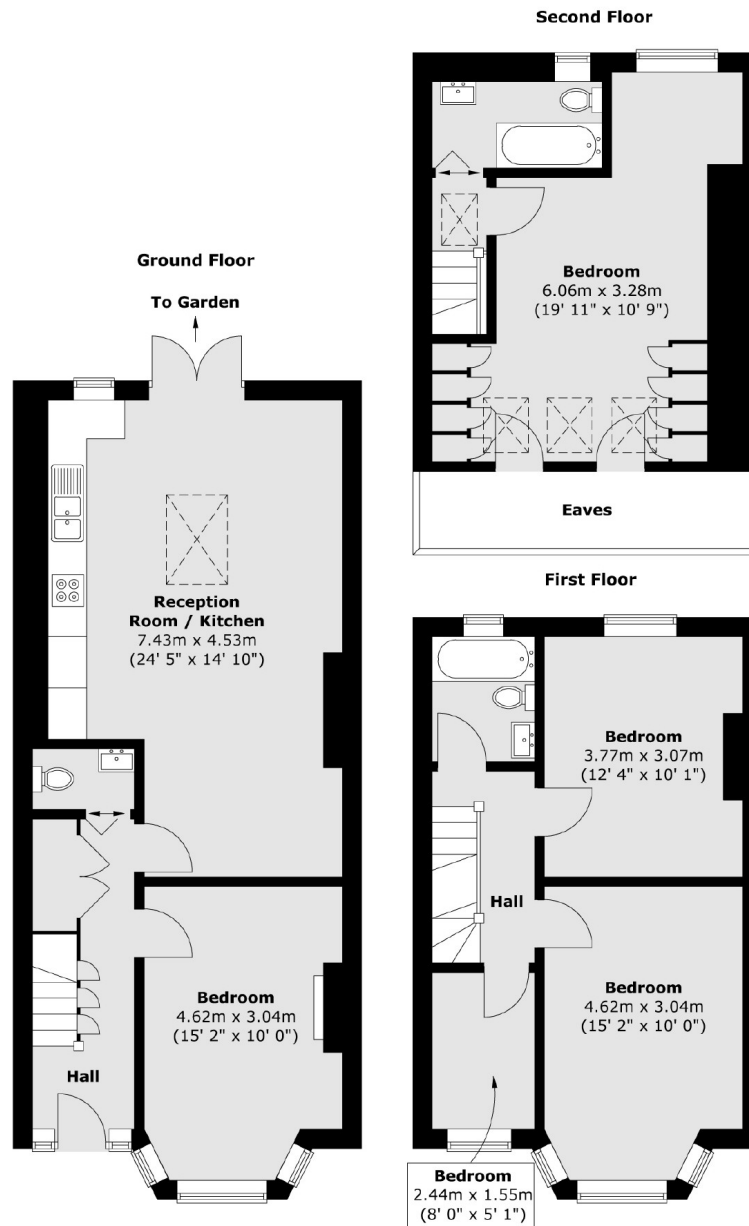 Ground Floor
To Garden
Reception
Room / Kitchen
7.43m x 4.53m
(24' 5" x 14' 10")
Bedroom
4.62m x 3.04m
(15' 2" x 10' 0")
Hall
Second Floor
Bedroom
6.06m x 3.28m
(19' 11" x 10' 9")
Eaves
First Floor
Bedroom
3.77m x 3.07m
(12' 4" x 10' 1")
Hall
Bedroom
4.62m x 3.04m
(15' 2" x 10' 0")
Bedroom
2.44m x 1.55m
(8' 0" x 5' 1")